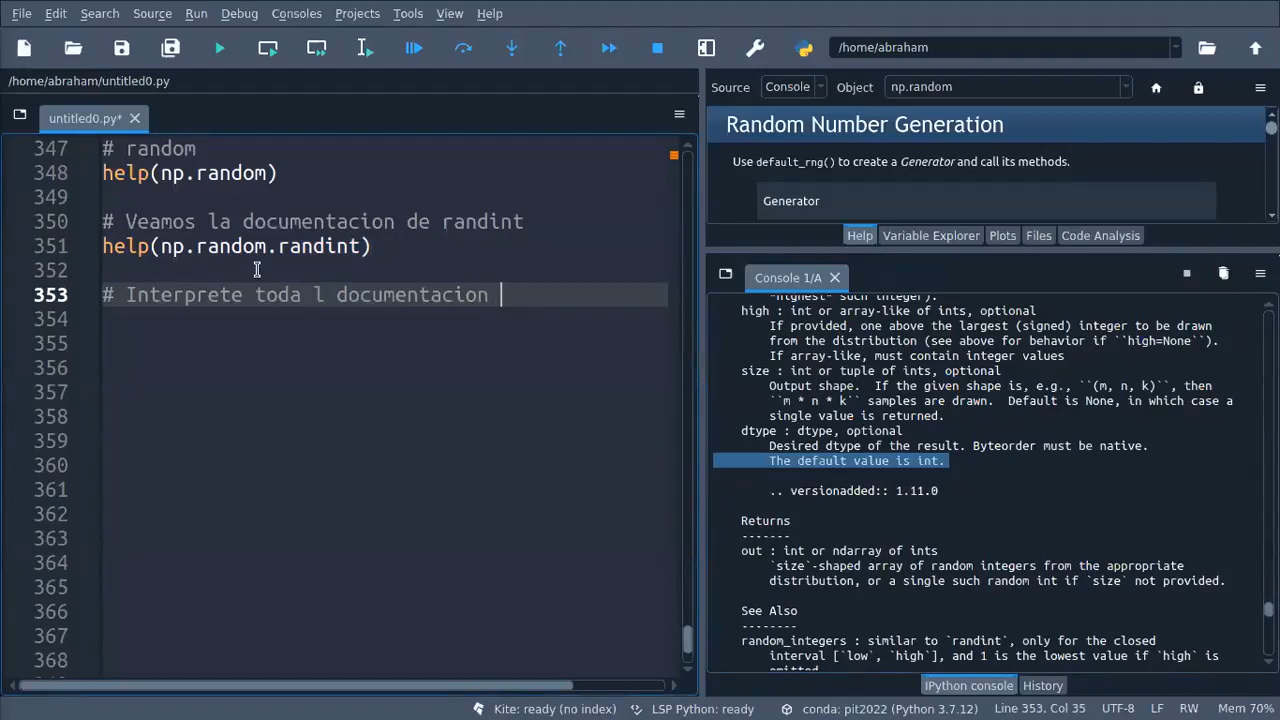 File Edit Search Source Run Debug Consoles Projects Tools View Help
/home/abraham
/home/abraham/untitled0.py
untitled0.py*
347 # random
348 help(np.random)
349
350 # Veamos la documentacion de randint
351 help(np.random.randint)
352
353 # Interprete toda l documentacion
354
355
356
357
358
359
360
361
362
363
364
365
366
367
368
Source Console Object np.random
Random Number Generation
Use default_rng() to create a Generator and call its methods.
Generator
Help Variable Explorer Plots Files Code Analysis
Console 1/A
"highest" such integer).
high : int or array-like of ints, optional
If provided, one above the largest (signed) integer to be drawn
from the distribution (see above for behavior if ``high=None``).
If array-like, must contain integer values
size : int or tuple of ints, optional
Output shape. If the given shape is, e.g., ``(m, n, k)``, then
``m * n * k`` samples are drawn. Default is None, in which case a
single value is returned.
dtype : dtype, optional
Desired dtype of the result. Byteorder must be native.
The default value is int.
.. versionadded:: 1.11.0
Returns
-------
out : int or ndarray of ints
`size`-shaped array of random integers from the appropriate
distribution, or a single such random int if `size` not provided.
See Also
--------
random_integers : similar to `randint`, only for the closed
interval [`low`, `high`], and 1 is the lowest value if `high` is
omitted.
IPython console History
Kite: ready (no index) LSP Python: ready conda: pit2022 (Python 3.7.12) Line 353, Col 35 UTF-8 LF RW Mem 70%